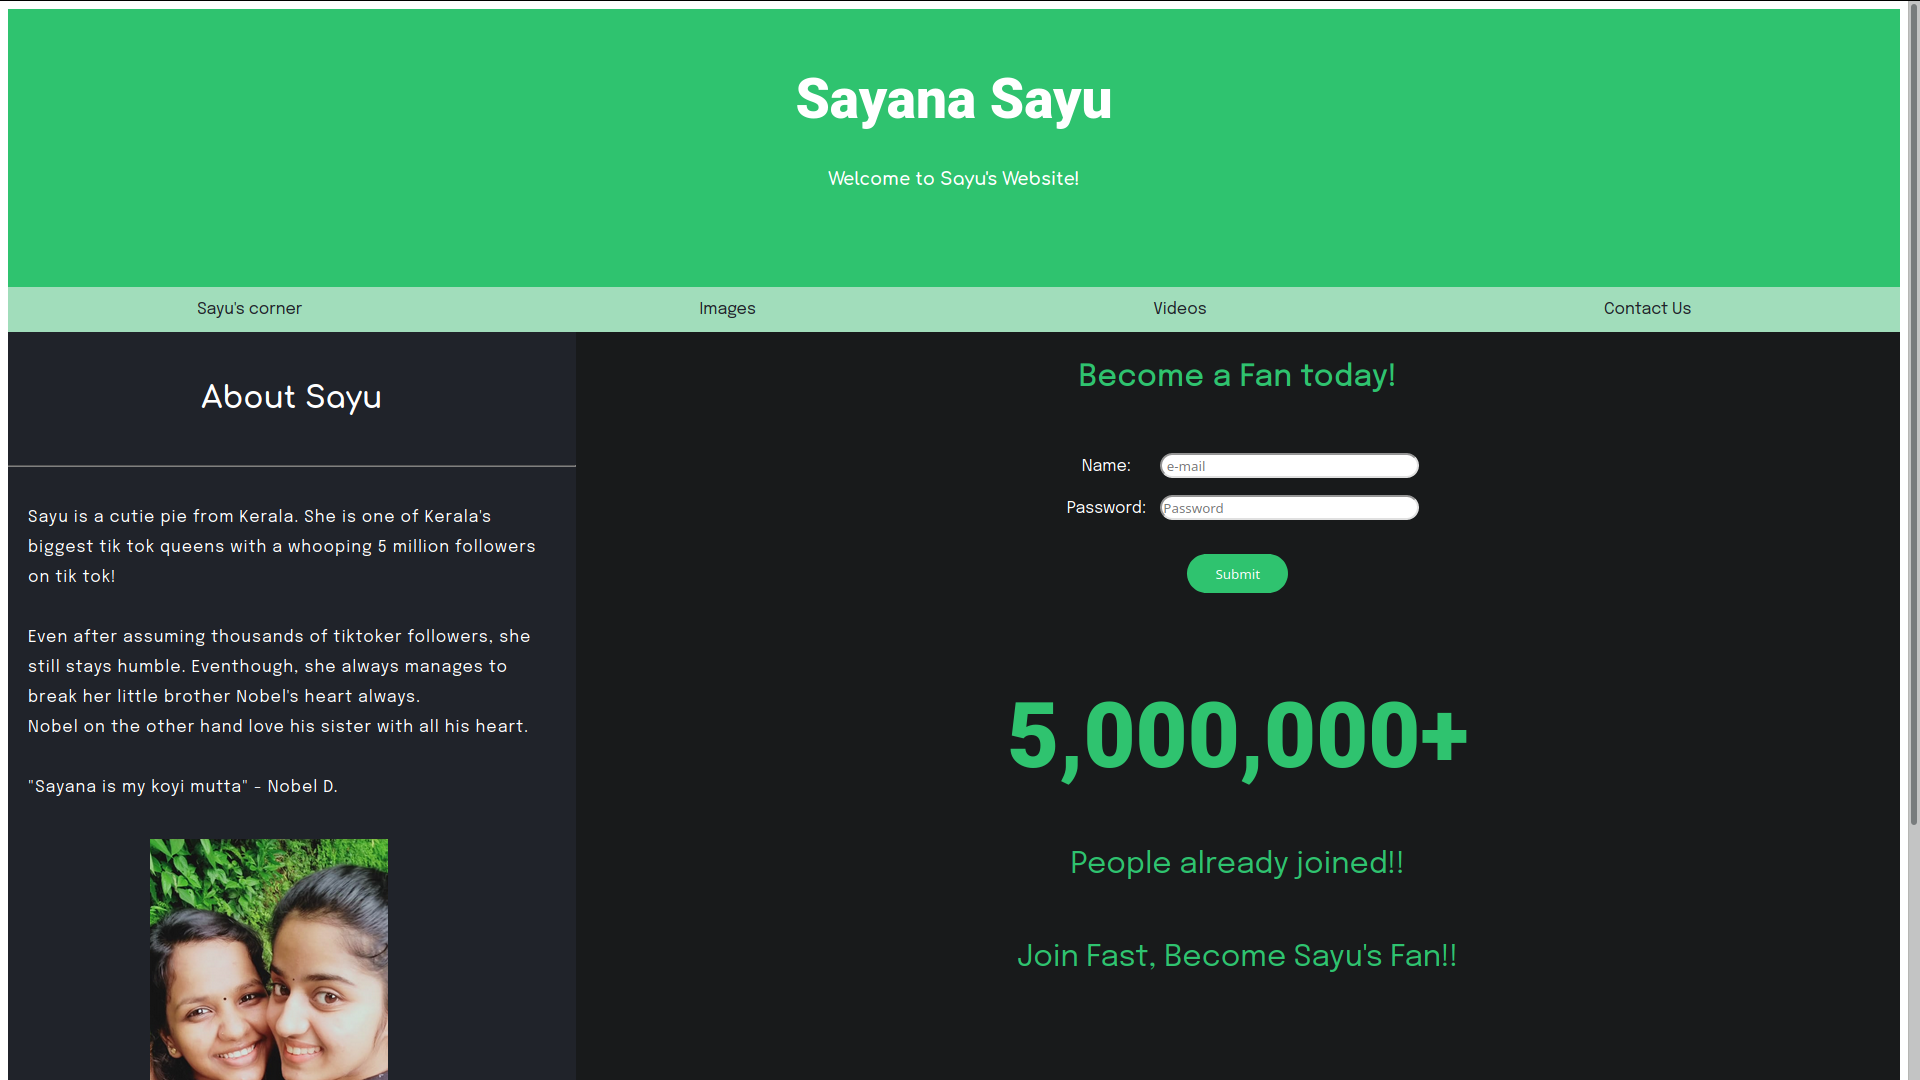 Sayana Sayu
Welcome to Sayu's Website!
Sayu's corner Images Videos Contact Us
About Sayu
Sayu is a cutie pie from Kerala. She is one of Kerala's
biggest tik tok queens with a whooping 5 million followers
on tik tok!
Even after assuming thousands of tiktoker followers, she
still stays humble. Eventhough, she always manages to
break her little brother Nobel's heart always.
Nobel on the other hand love his sister with all his heart.
"Sayana is my koyi mutta" - Nobel D.
Become a Fan today!
Name: e-mail
Password: Password
Submit
5,000,000+
People already joined!!
Join Fast, Become Sayu's Fan!!